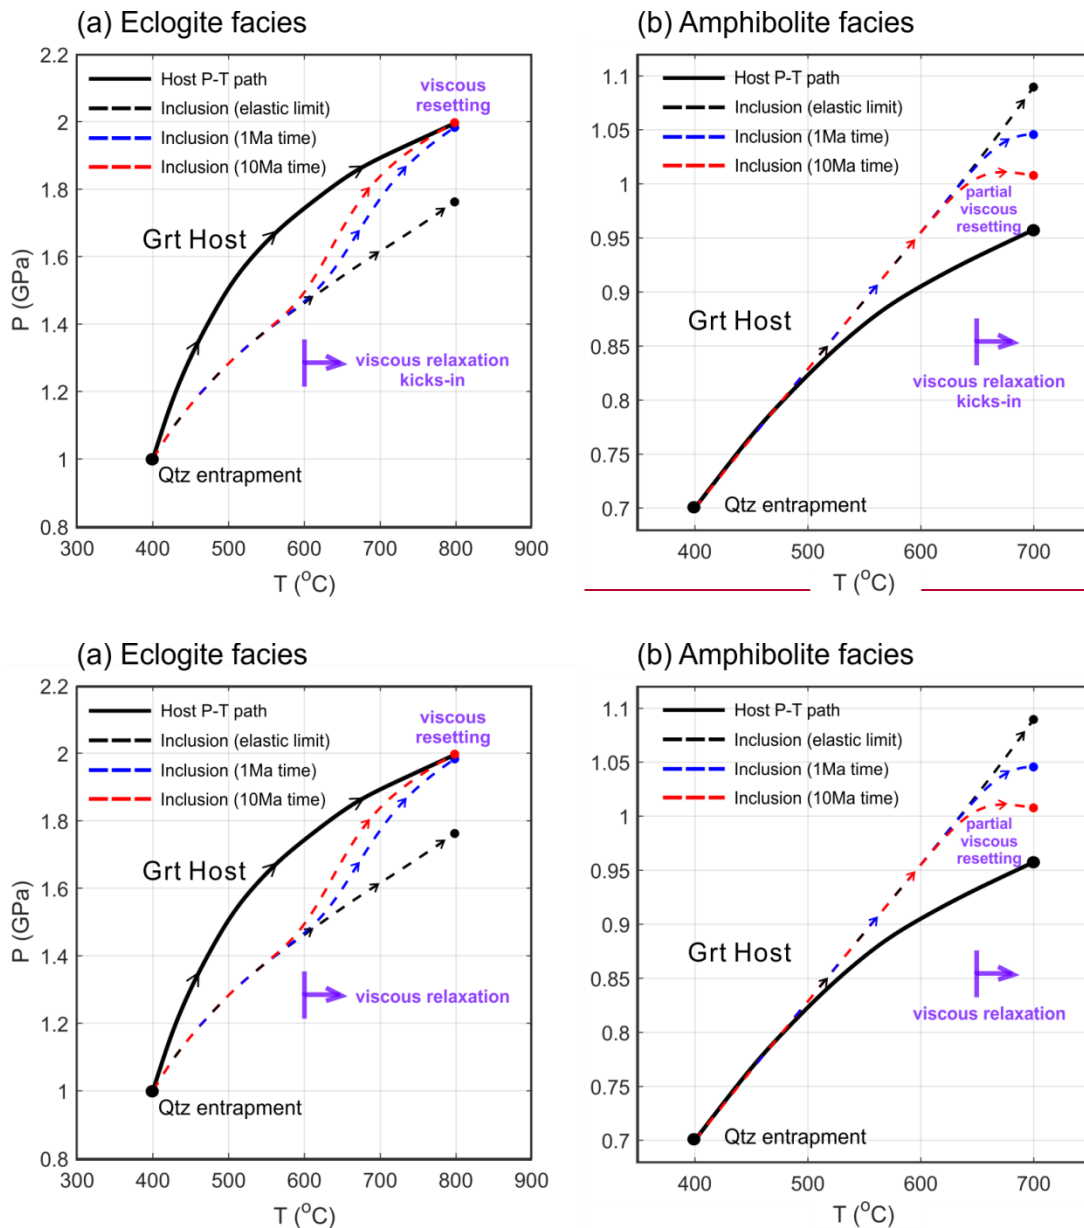 (a) Eclogite facies
2.2
2
1.8
1.6
1.4
1.2
1
0.8
P (GPa)
Host P-T path
Inclusion (elastic limit)
Inclusion (1Ma time)
Inclusion (10Ma time)
viscous
resetting
Grt Host
viscous relaxation
kicks-in
Qtz entrapment
300 400 500 600 700 800 900
T (°C)
(b) Amphibolite facies
1.1
1.05
1
0.95
0.9
0.85
0.8
0.75
0.7
Host P-T path
Inclusion (elastic limit)
Inclusion (1Ma time)
Inclusion (10Ma time)
partial
viscous
resetting
Grt Host
viscous relaxation
kicks-in
Qtz entrapment
400 500 600 700
T (°C)
(a) Eclogite facies
2.2
2
1.8
1.6
1.4
1.2
1
0.8
P (GPa)
Host P-T path
Inclusion (elastic limit)
Inclusion (1Ma time)
Inclusion (10Ma time)
viscous
resetting
Grt Host
viscous relaxation
Qtz entrapment
300 400 500 600 700 800 900
T (°C)
(b) Amphibolite facies
1.1
1.05
1
0.95
0.9
0.85
0.8
0.75
0.7
Host P-T path
Inclusion (elastic limit)
Inclusion (1Ma time)
Inclusion (10Ma time)
partial
viscous
resetting
Grt Host
viscous relaxation
Qtz entrapment
400 500 600 700
T (°C)